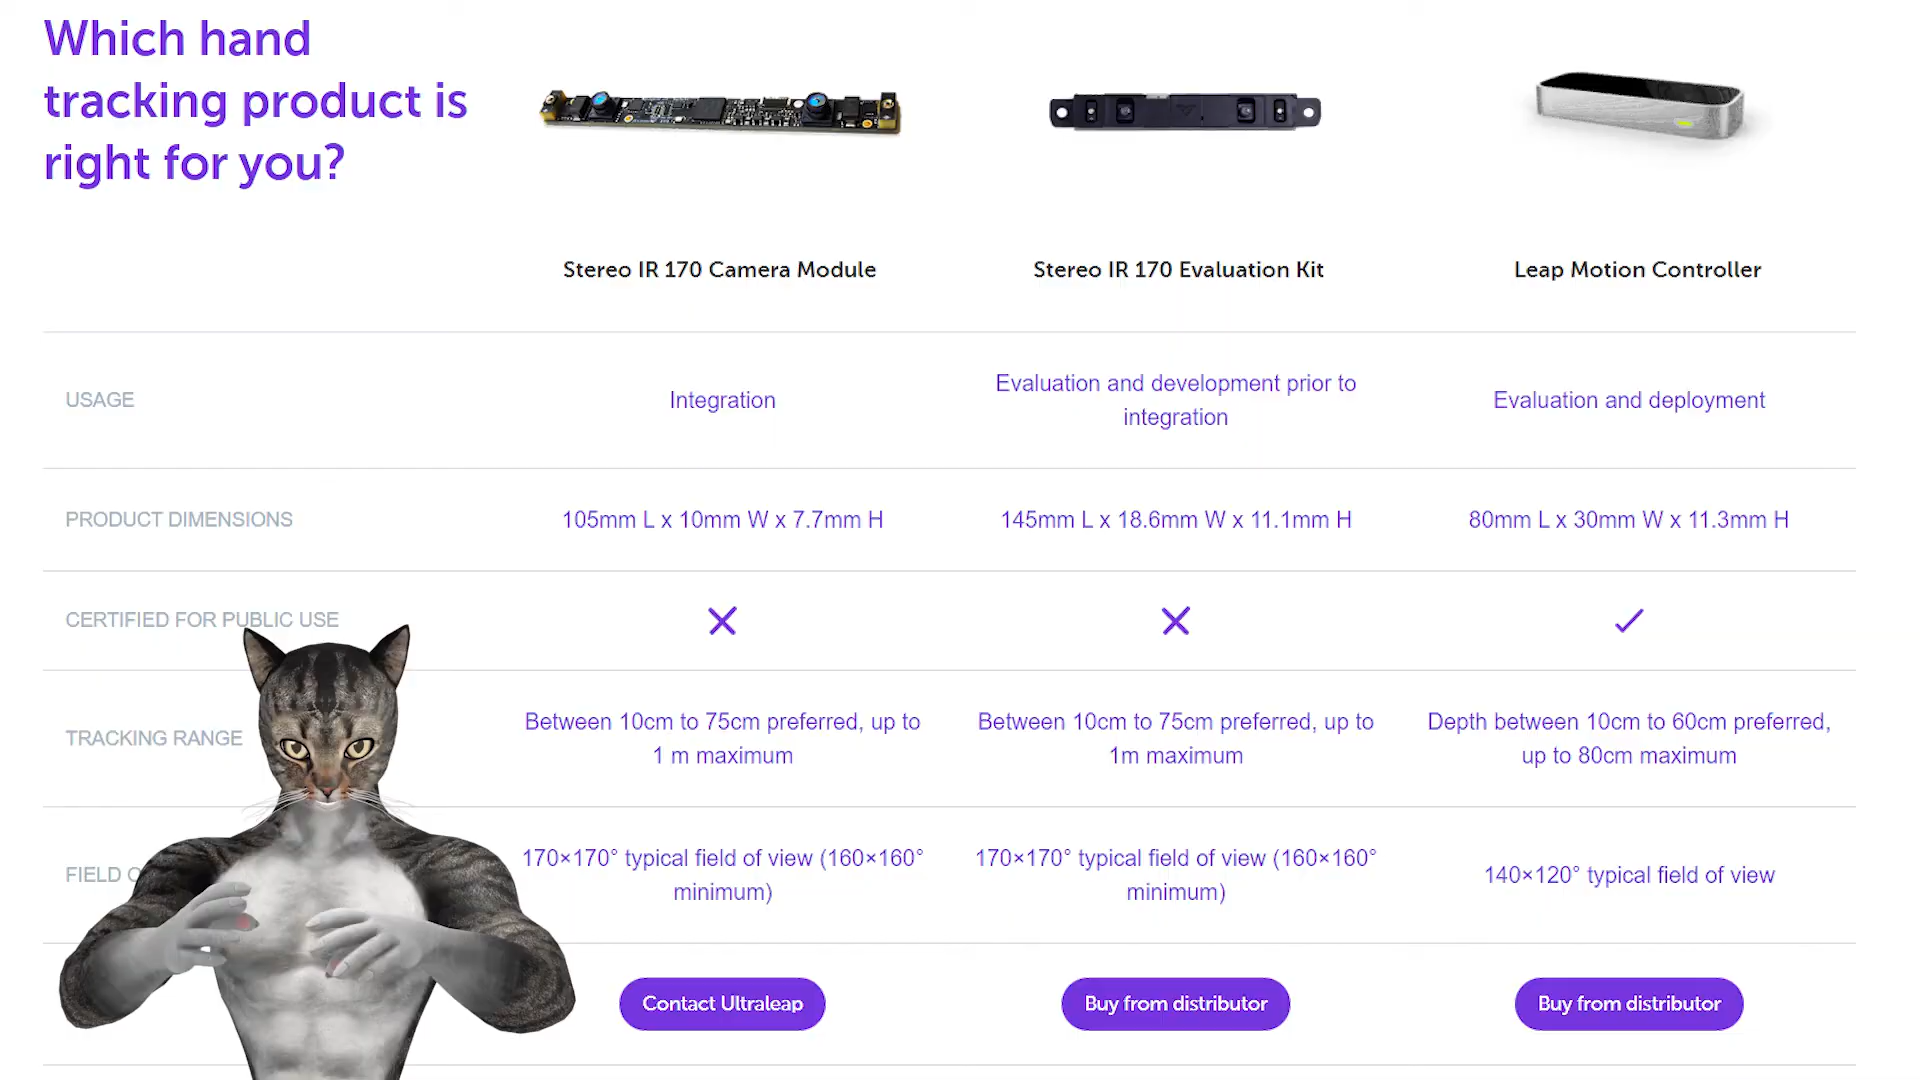 Which hand
tracking product is
right for you?
Stereo IR 170 Camera Module
Stereo IR 170 Evaluation Kit
Leap Motion Controller
USAGE
Integration
Evaluation and development prior to
integration
Evaluation and deployment
PRODUCT DIMENSIONS
105mm L x 10mm W x 7.7mm H
145mm L x 18.6mm W x 11.1mm H
80mm L x 30mm W x 11.3mm H
CERTIFIED FOR PUBLIC USE
TRACKING RANGE
Between 10cm to 75cm preferred, up to
1 m maximum
Between 10cm to 75cm preferred, up to
1m maximum
Depth between 10cm to 60cm preferred,
up to 80cm maximum
FIELD
170×170° typical field of view (160×160°
minimum)
170×170° typical field of view (160×160°
minimum)
140×120° typical field of view
Contact Ultraleap
Buy from distributor
Buy from distributor